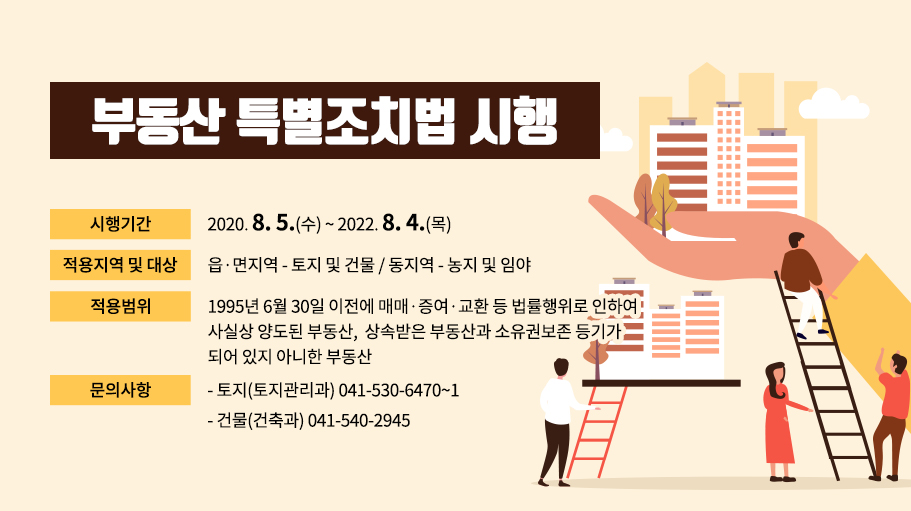 부동산 특별조치법 시행
시행기간 2020. 8. 5.(수) ~ 2022. 8. 4.(목)
적용지역 및 대상 읍·면지역 - 토지 및 건물 / 동지역 - 농지 및 임야
적용범위 1995년 6월 30일 이전에 매매·증여·교환 등 법률행위로 인하여
사실상 양도된 부동산, 상속받은 부동산과 소유권보존 등기가
되어 있지 아니한 부동산
문의사항 - 토지(토지관리과) 041-530-6470~1
- 건물(건축과) 041-540-2945